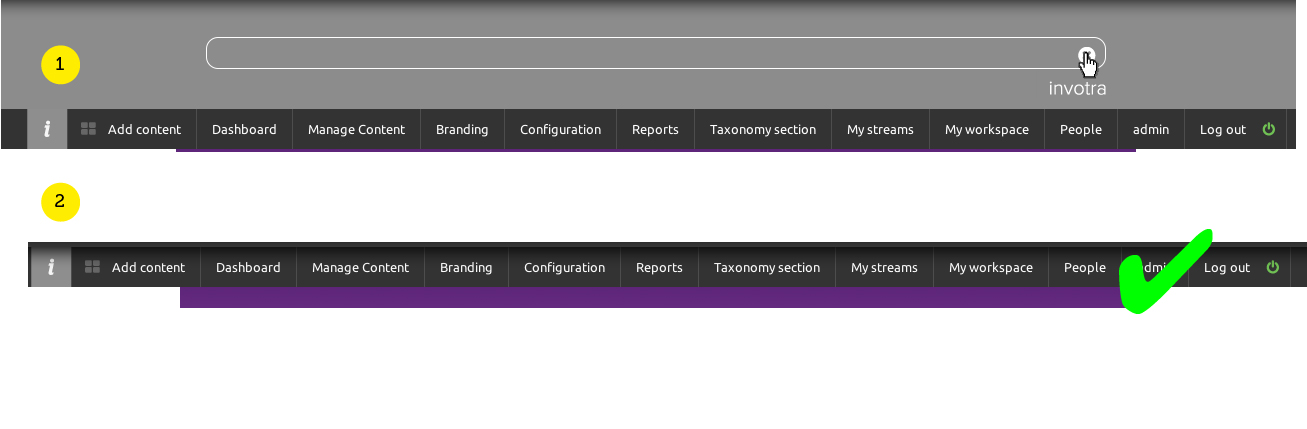 1
invotra
i Add content Dashboard Manage Content Branding Configuration Reports Taxonomy section My streams My workspace People admin Log out
2
i Add content Dashboard Manage Content Branding Configuration Reports Taxonomy section My streams My workspace People admin Log out